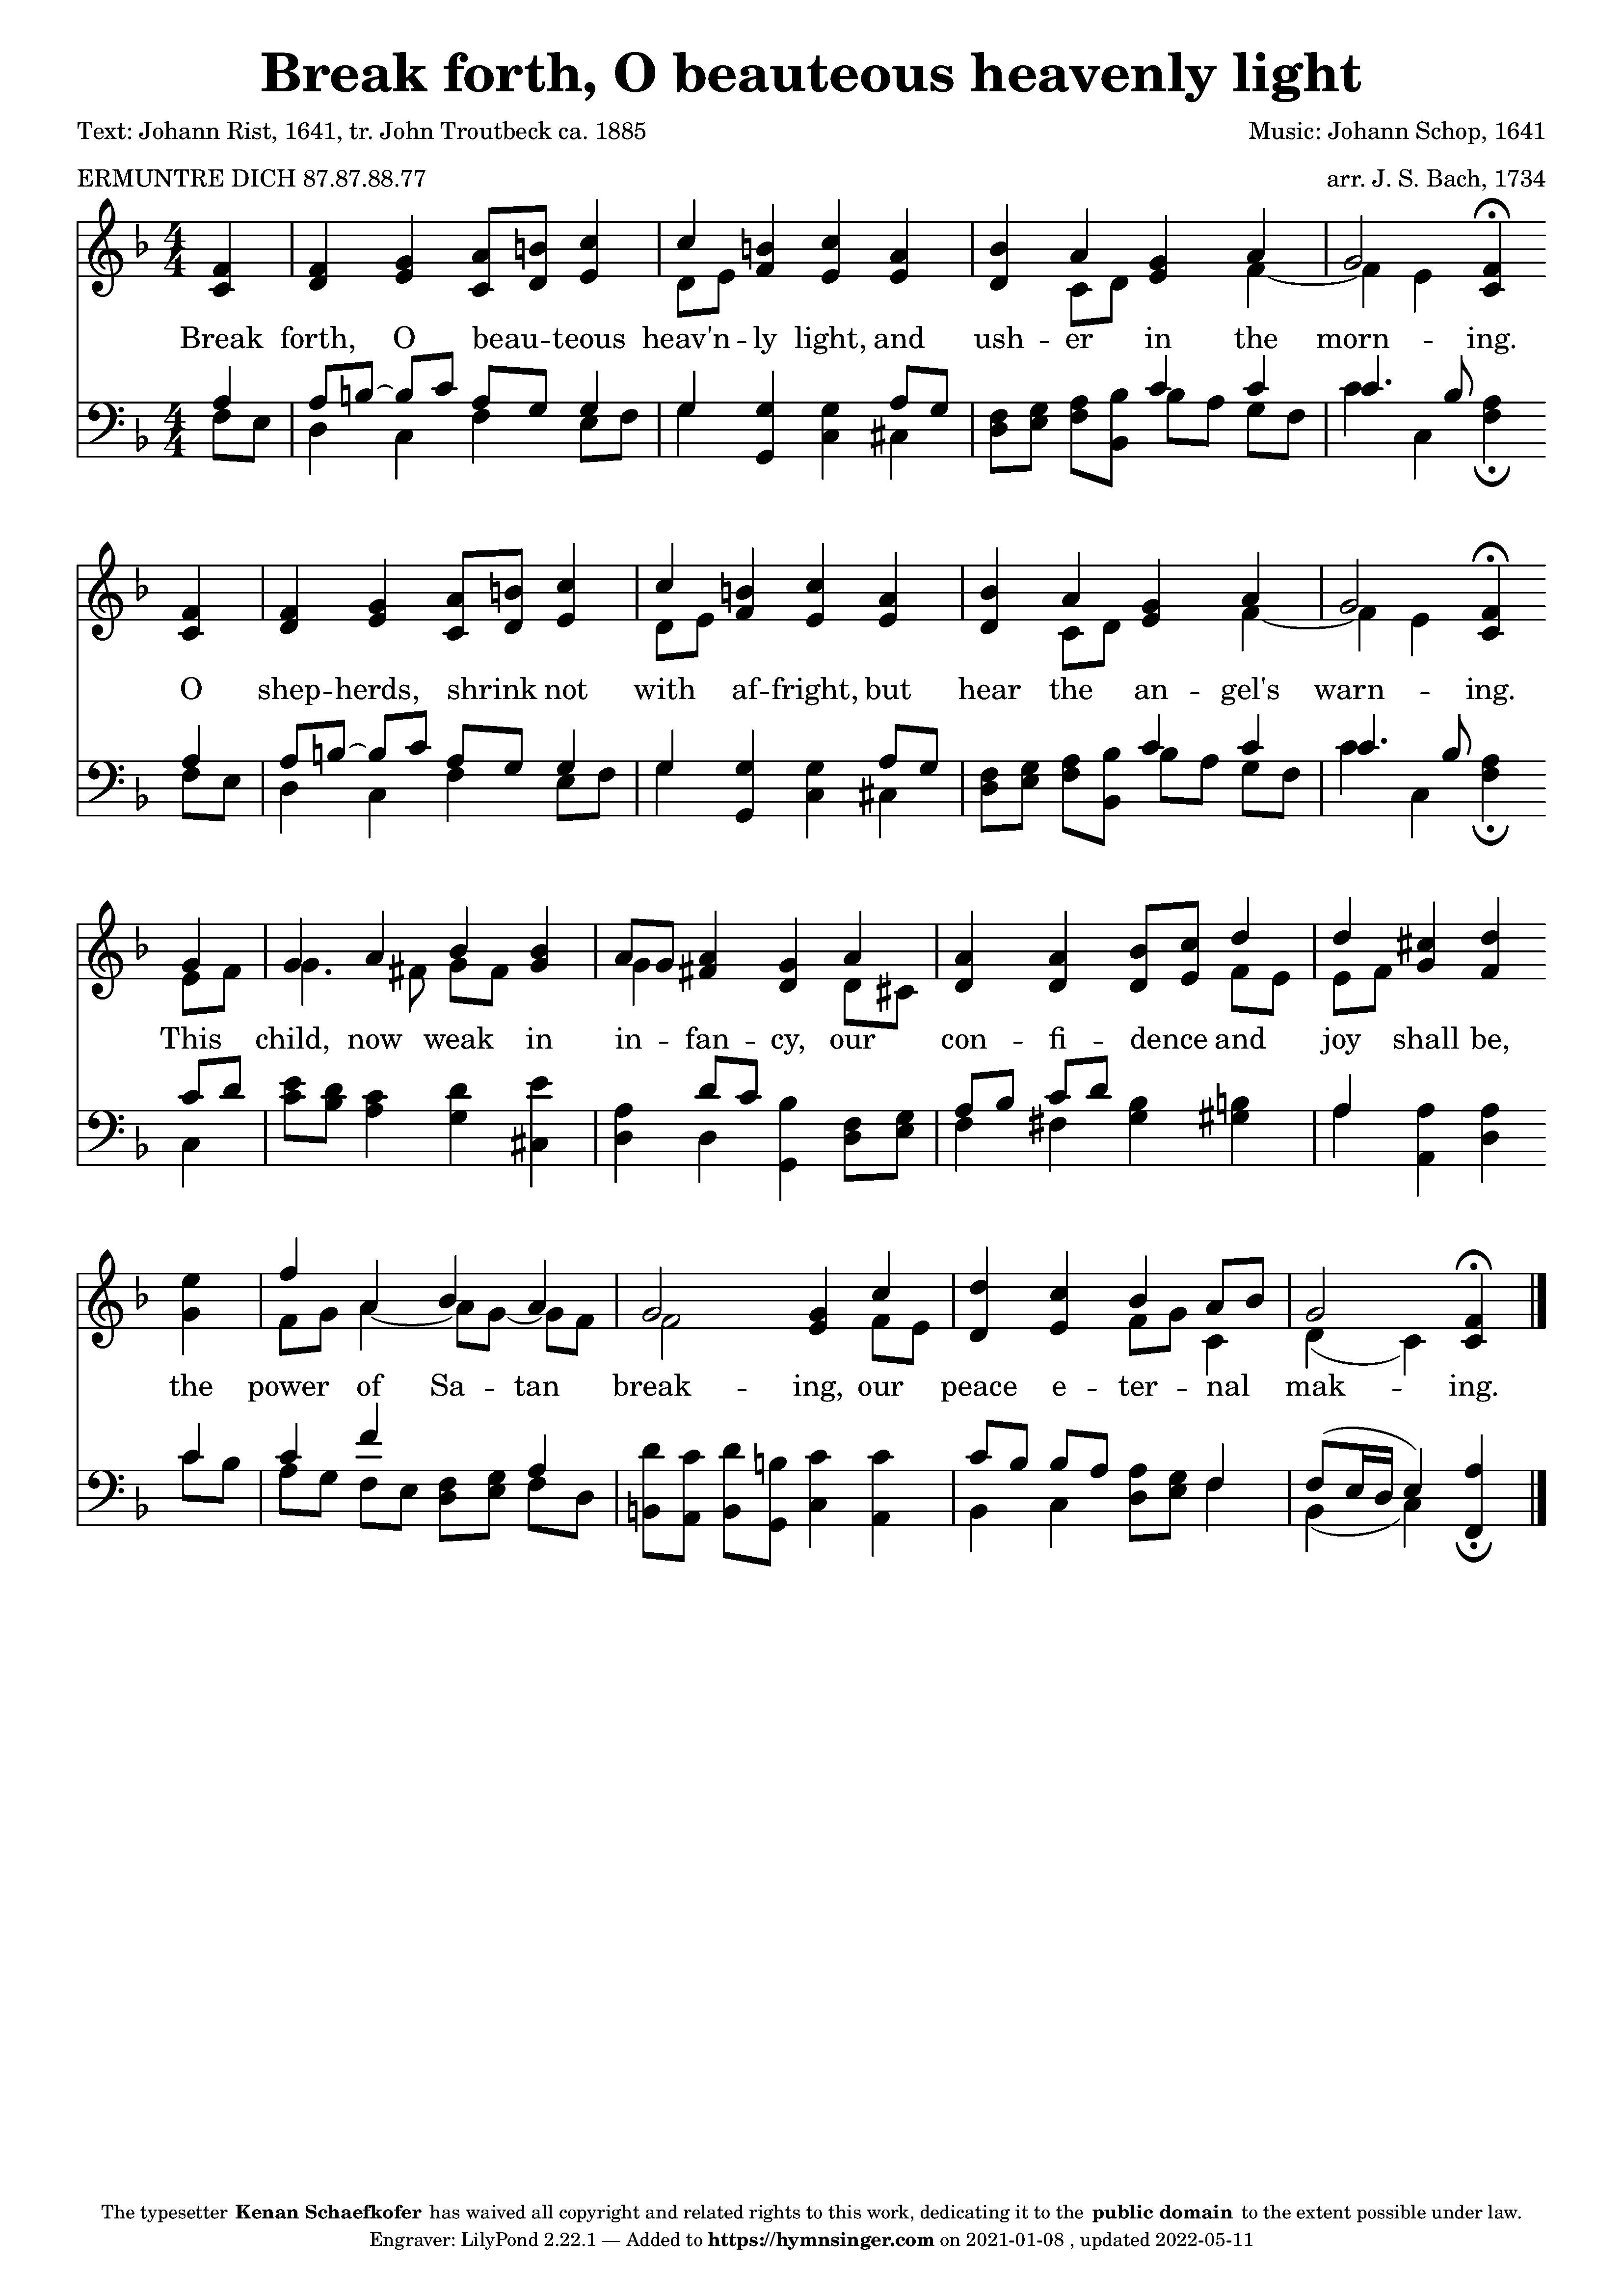 Break forth, O beauteous heavenly light
Text: Johann Rist, 1641, tr. John Troutbeck ca. 1885
Music: Johann Schop, 1641
ERMUNTRE DICH 87.87.88.77
arr. J. S. Bach, 1734
Break forth, O beau -- teous heav'n -- ly light, and ush -- er in the morn -- ing.
O shep -- herds, shrink not with af -- fright, but hear the an -- gel's warn -- ing.
This child, now weak in in -- fan -- cy, our con -- fi -- dence and joy shall be,
the power of Sa -- tan break -- ing, our peace e -- ter -- nal mak -- ing.
The typesetter Kenan Schaefkofer has waived all copyright and related rights to this work, dedicating it to the public domain to the extent possible under law.
Engraver: LilyPond 2.22.1 — Added to https://hymnsinger.com on 2021-01-08 , updated 2022-05-11